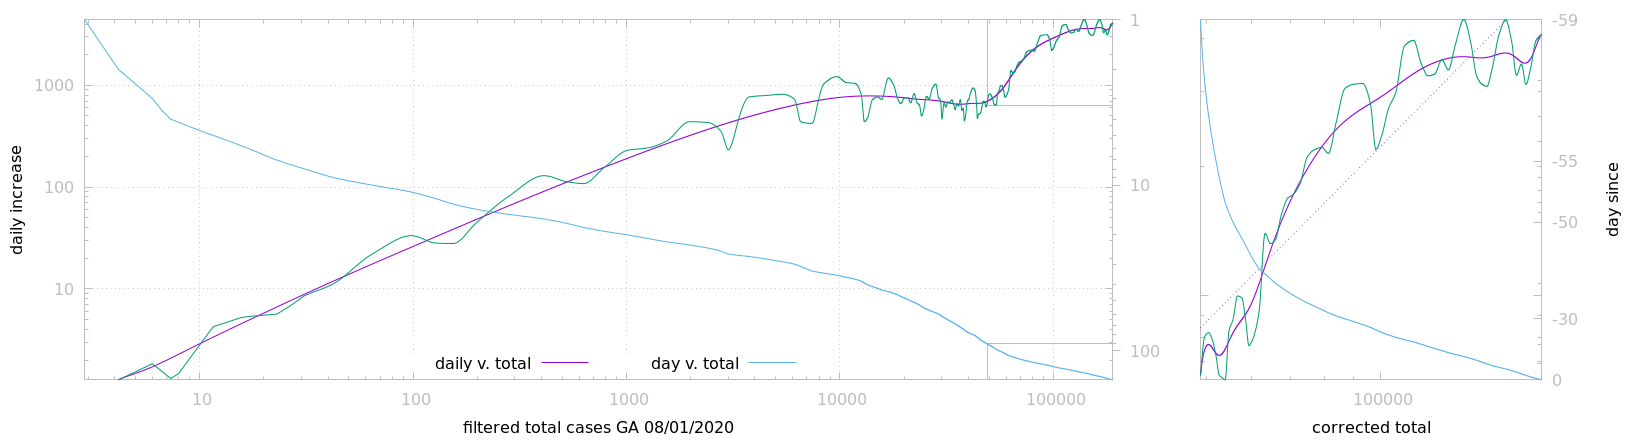 daily increase
1000
100
10
10
100
1000
10000
100000
1
10
100
daily v. total
day v. total
filtered total cases GA 08/01/2020
-59
-55
-50
-30
0
day since
100000
corrected total